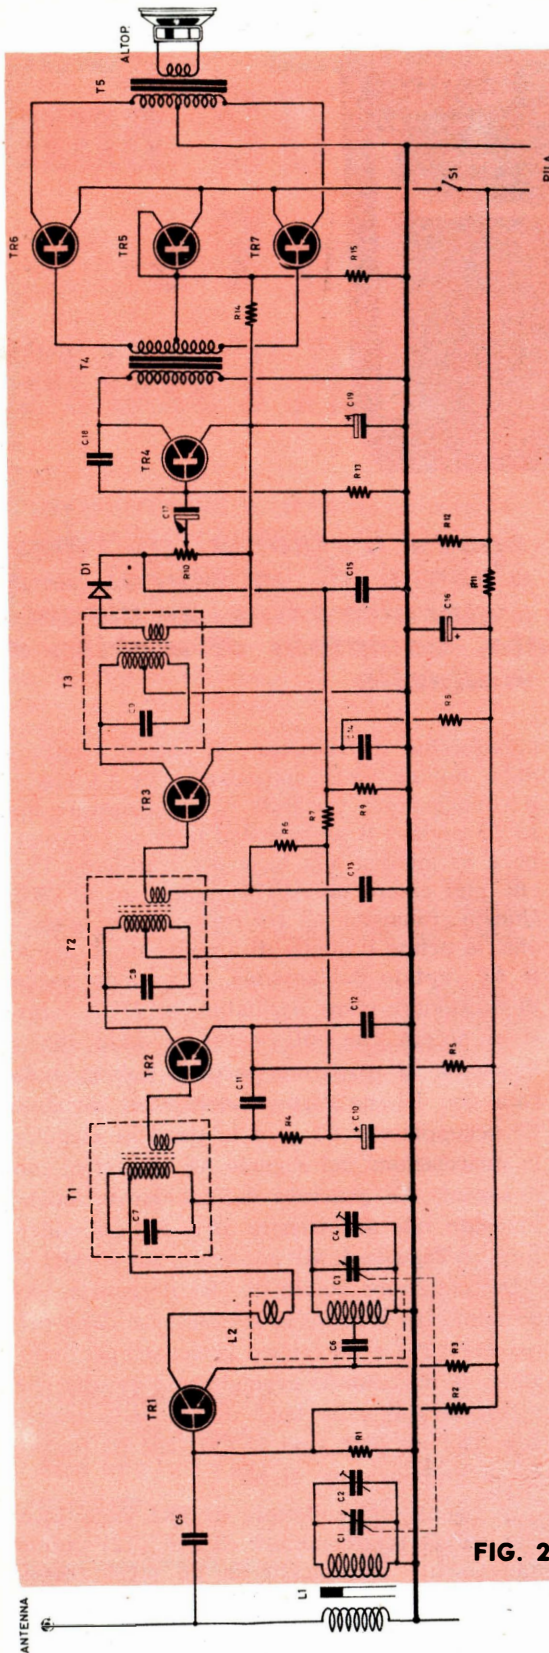 ANTENNA
L1
C5
C1
C2
R1
R2
R3
TR1
L2
C6
C3
C4
T1
C7
C10
R4
C11
R5
TR2
C12
T2
C8
C13
R6
R7
R9
TR3
C14
R8
T3
C9
D1
C15
C16
R11
R10
C17
R12
R13
TR4
C18
C19
T4
R14
R15
TR6
TR5
TR7
S1
PILA
T5
ALTOP.
FIG. 2